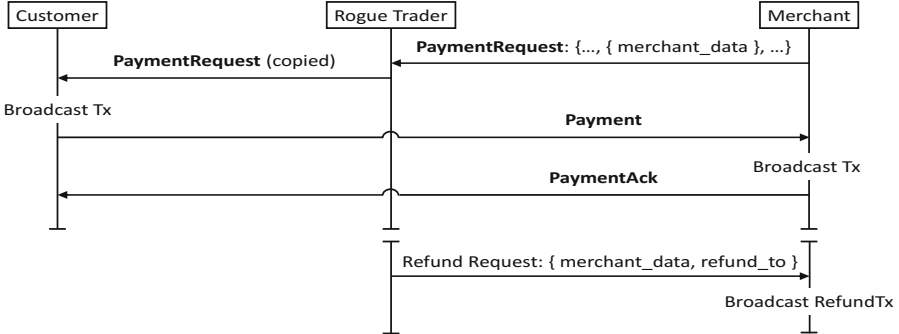 Customer
Rogue Trader
Merchant
PaymentRequest: {..., { merchant_data }, ...}
PaymentRequest (copied)
Broadcast Tx
Payment
Broadcast Tx
PaymentAck
Refund Request: { merchant_data, refund_to }
Broadcast RefundTx